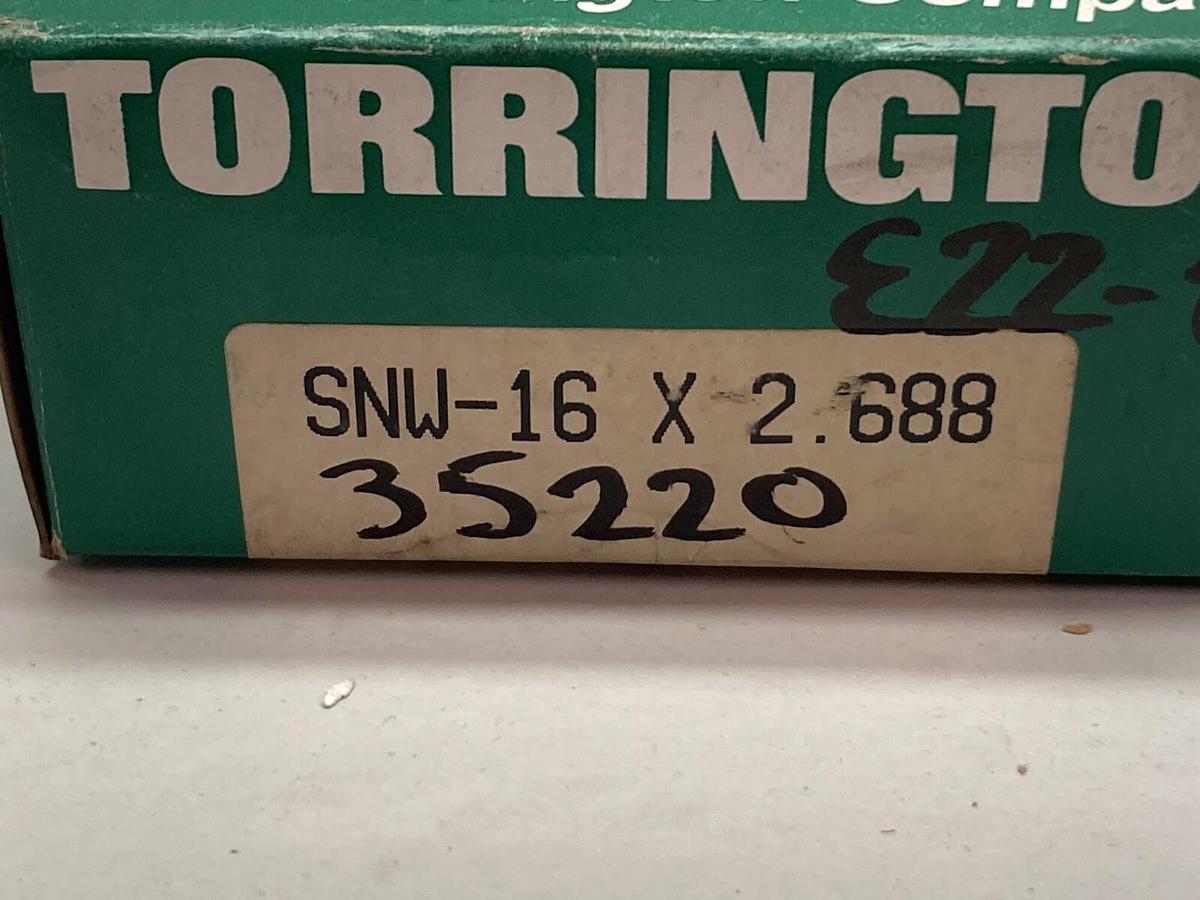 TORRINGTO
E22-
SNW-16 X 2.688
35220